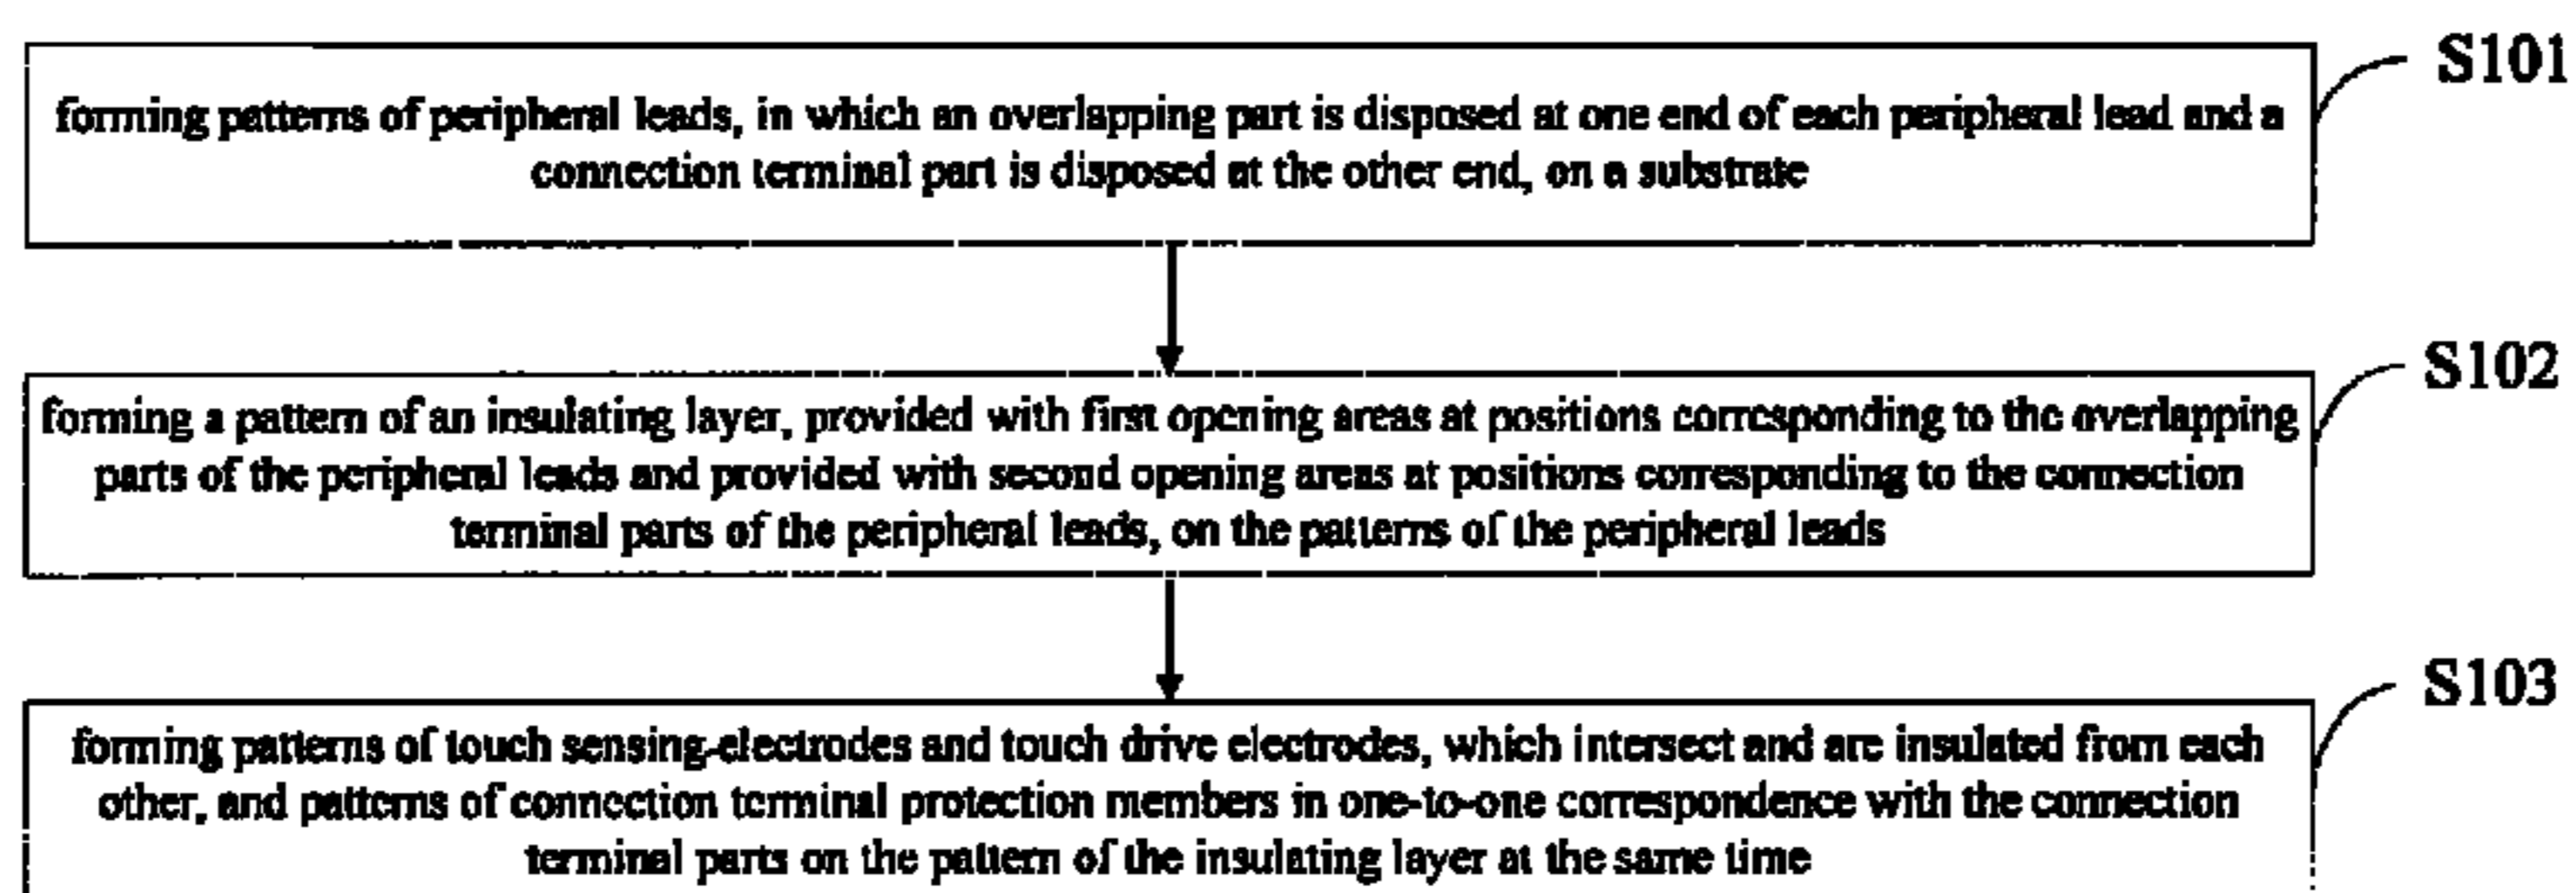 S101
forming patterns of peripheral leads, in which an overlapping part is disposed at one end of each peripheral lead and a
connection terminal part is disposed at the other end, on a substrate
S102
forming a pattern of an insulating layer, provided with first opening areas at positions corresponding to the overlapping
parts of the peripheral leads and provided with second opening areas at positions corresponding to the connection
terminal parts of the peripheral leads, on the patterns of the peripheral leads
S103
forming patterns of touch sensing-electrodes and touch drive electrodes, which intersect and are insulated from each
other, and patterns of connection terminal protection members in one-to-one correspondence with the connection
terminal parts on the pattern of the insulating layer at the same time